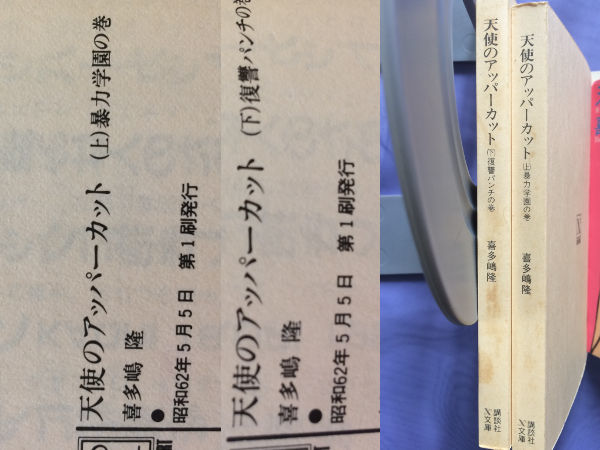 天使のアッパーカット (上)暴力学園の巻
喜多嶋 隆
● 昭和62年5月5日 第1刷発行
天使のアッパーカット (下)復讐パンチの巻
喜多嶋 隆
● 昭和62年5月5日 第1刷発行
天使のアッパーカット (下)復讐パンチの巻 喜多嶋隆 講談社X文庫
天使のアッパーカット (上)暴力学園の巻 喜多嶋隆 講談社X文庫